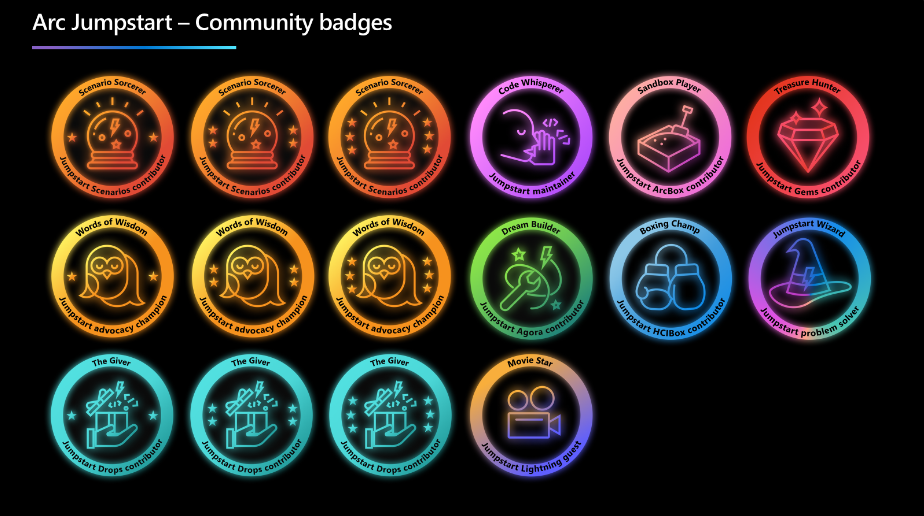 Arc Jumpstart – Community badges
Scenario Sorcerer
Jumpstart Scenarios contributor
Scenario Sorcerer
Jumpstart Scenarios contributor
Scenario Sorcerer
Jumpstart Scenarios contributor
Code Whisperer
</>
Jumpstart maintainer
Sandbox Player
Jumpstart ArcBox contributor
Treasure Hunter
Jumpstart Gems contributor
Words of Wisdom
Jumpstart advocacy champion
Words of Wisdom
Jumpstart advocacy champion
Words of Wisdom
Jumpstart advocacy champion
Dream Builder
Jumpstart Agora contributor
Boxing Champ
Jumpstart HCIBox contributor
Jumpstart Wizard
Jumpstart problem solver
The Giver
</> </>
Jumpstart Drops contributor
The Giver
</> </>
Jumpstart Drops contributor
The Giver
</> </>
Jumpstart Drops contributor
Movie Star
Jumpstart Lightning guest